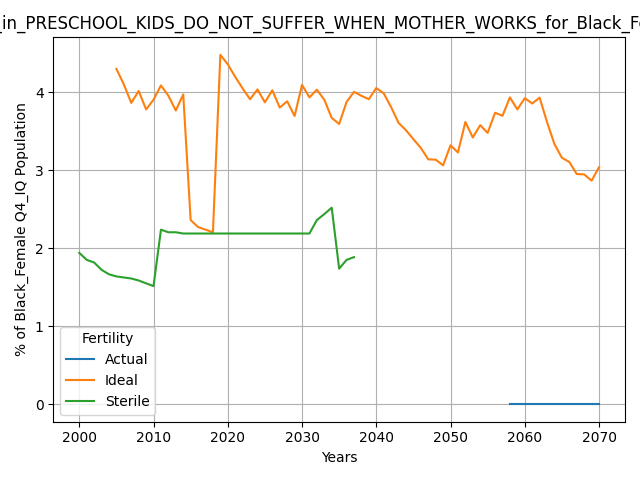 _in_PRESCHOOL_KIDS_DO_NOT_SUFFER_WHEN_MOTHER_WORKS_for_Black_F
% of Black_Female Q4_IQ Population
4
3
2
1
0
Fertility
Actual
Ideal
Sterile
2000 2010 2020 2030 2040 2050 2060 2070
Years